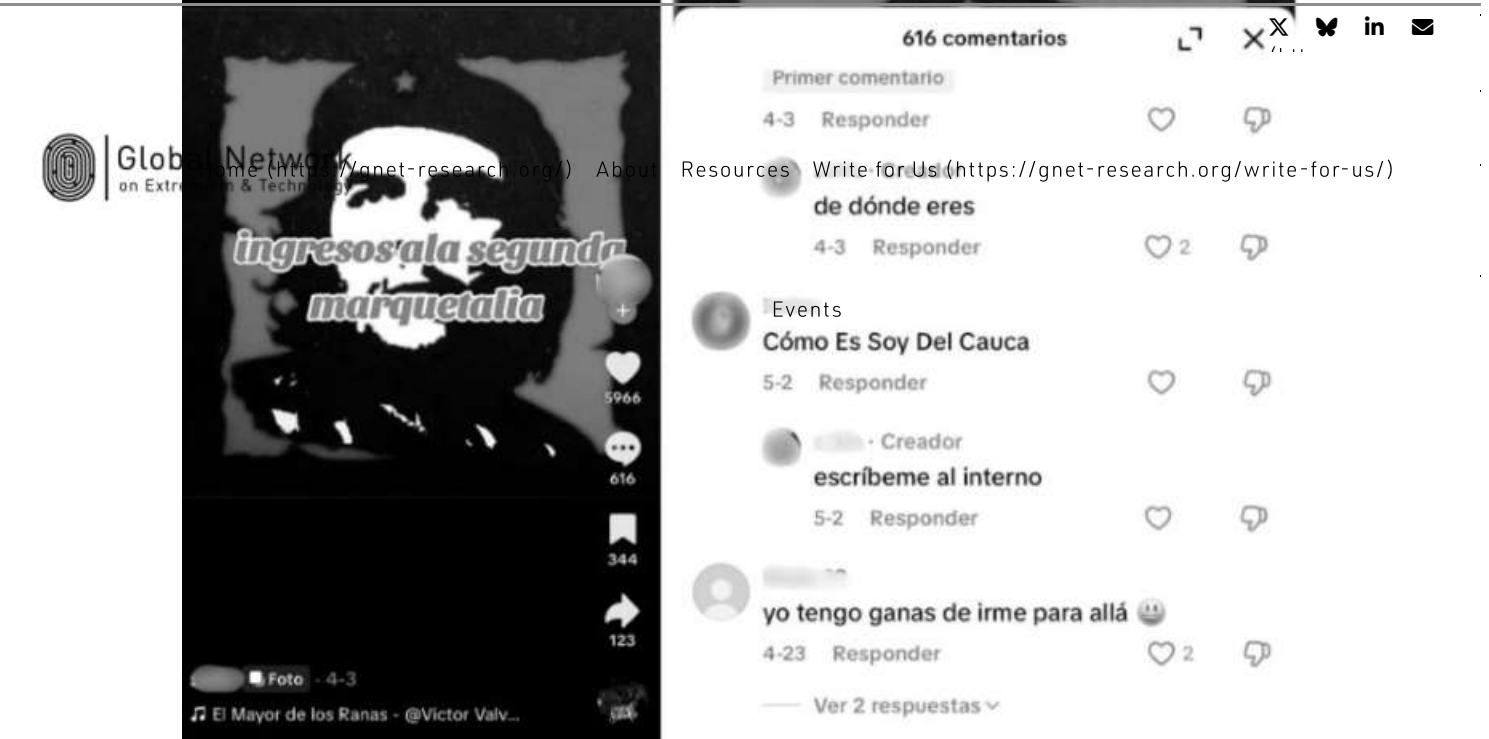 616 comentarios
Primer comentario
4-3 Responder
Global Network
on Extremism & Technology
Home (https://gnet-research.org/) About Resources Write for Us (https://gnet-research.org/write-for-us/)
Creador
de dónde eres
4-3 Responder 2
ingresos ala segunda
marquetalia
Events
Cómo Es Soy Del Cauca
5-2 Responder
5966
· Creador
escríbeme al interno
5-2 Responder
616
344
yo tengo ganas de irme para allá 😃
4-23 Responder 2
123
Foto · 4-3
El Mayor de los Ranas - @Victor Valv...
Ver 2 respuestas